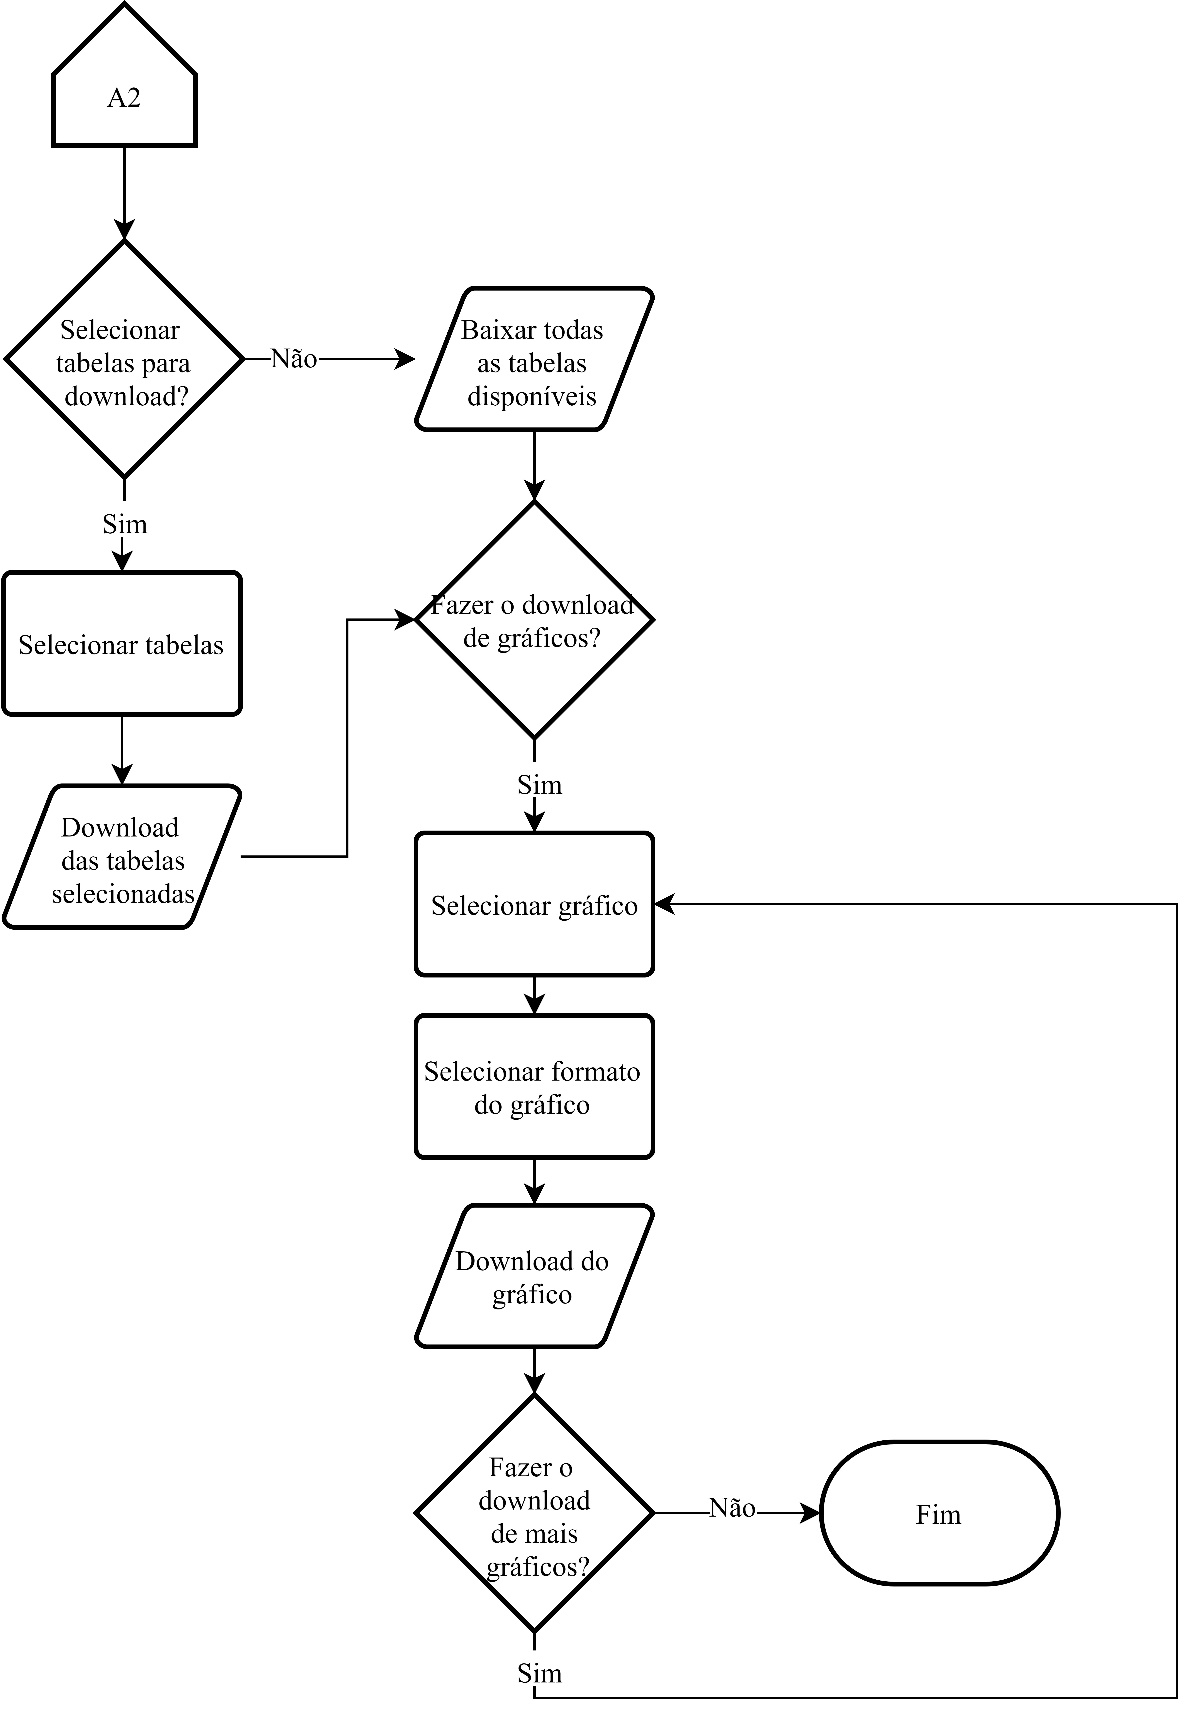 A2
Selecionar
tabelas para
download?
Não
Baixar todas
as tabelas
disponíveis
Sim
Selecionar tabelas
Download
das tabelas
selecionadas
Fazer o download
de gráficos?
Sim
Selecionar gráfico
Selecionar formato
do gráfico
Download do
gráfico
Fazer o
download
de mais
gráficos?
Não
Fim
Sim